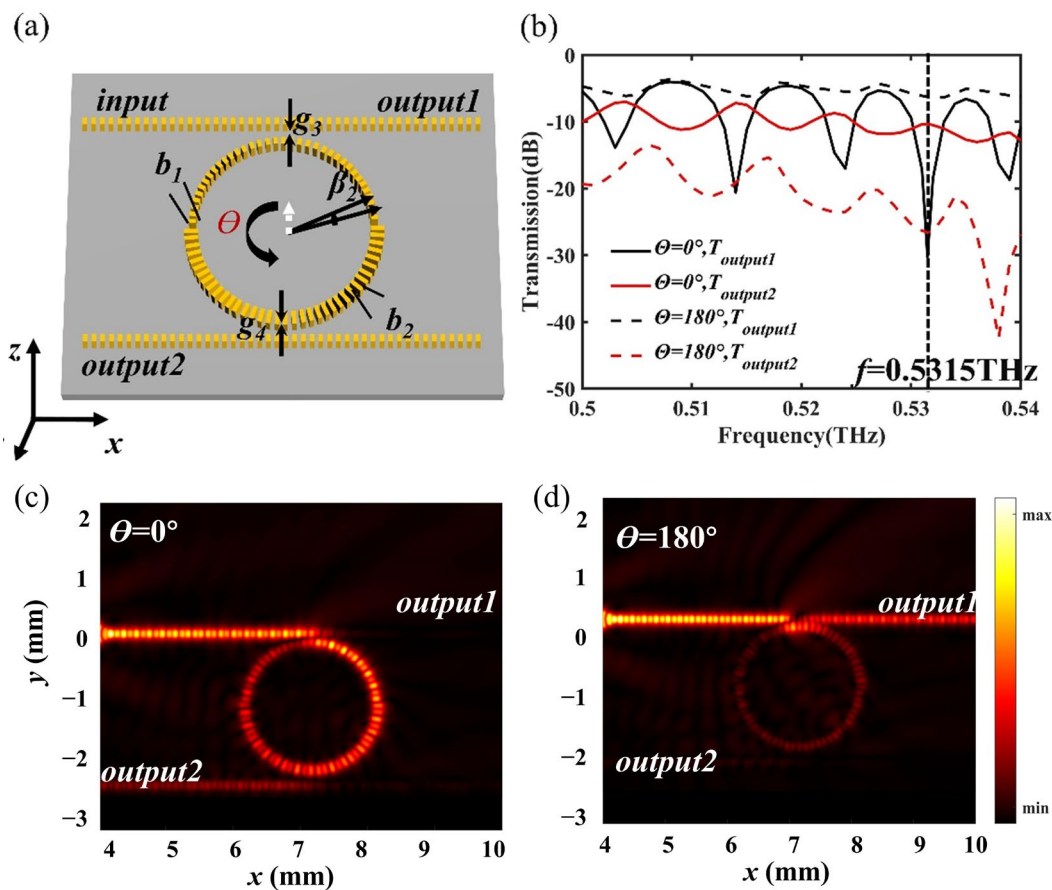 (a)
input
output1
g3
b1
β2
Θ
g4
b2
output2
z
x
(b)
0
-10
-20
-30
-40
-50
Transmission(dB)
Θ=0°,Toutput1
Θ=0°,Toutput2
Θ=180°,Toutput1
Θ=180°,Toutput2
f=0.5315THz
0.5 0.51 0.52 0.53 0.54
Frequency(THz)
(c)
Θ=0°
output1
output2
2
1
0
−1
−2
−3
y (mm)
4 5 6 7 8 9 10
x (mm)
(d)
Θ=180°
output1
output2
2
1
0
−1
−2
−3
4 5 6 7 8 9 10
x (mm)
max
min